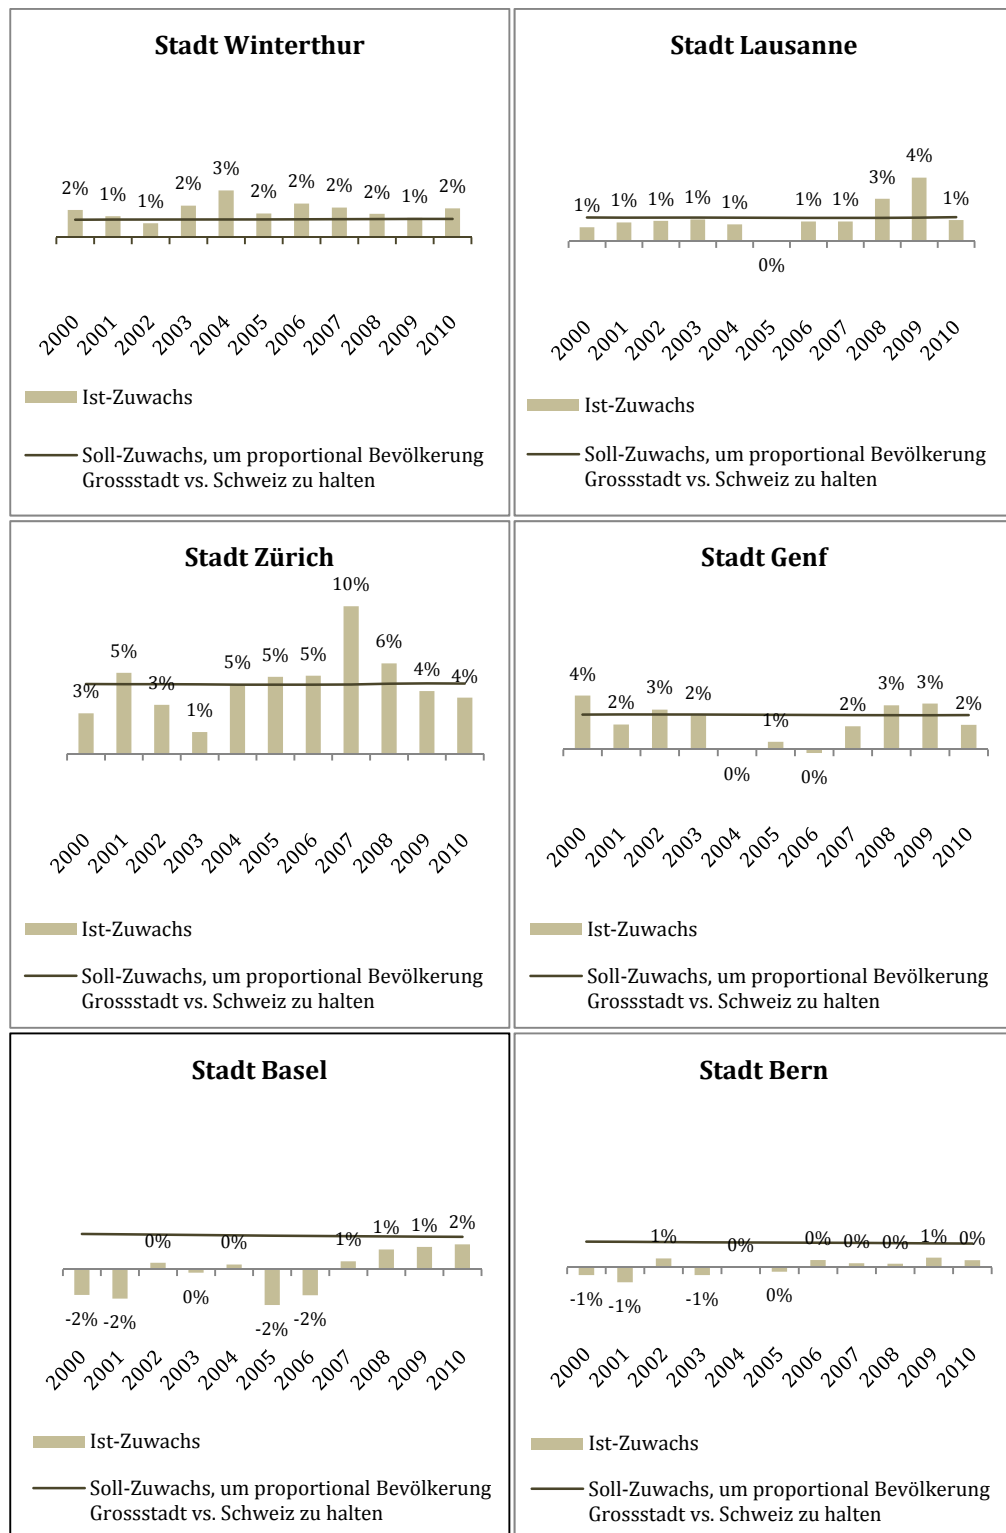 Stadt Winterthur
2% 1% 1% 2% 3% 2% 2% 2% 2% 1% 2%
2000 2001 2002 2003 2004 2005 2006 2007 2008 2009 2010
Ist-Zuwachs
Soll-Zuwachs, um proportional Bevölkerung
Grossstadt vs. Schweiz zu halten
Stadt Lausanne
1% 1% 1% 1% 1% 0% 1% 1% 3% 4% 1%
2000 2001 2002 2003 2004 2005 2006 2007 2008 2009 2010
Ist-Zuwachs
Soll-Zuwachs, um proportional Bevölkerung
Grossstadt vs. Schweiz zu halten
Stadt Zürich
3% 5% 3% 1% 5% 5% 5% 10% 6% 4% 4%
2000 2001 2002 2003 2004 2005 2006 2007 2008 2009 2010
Ist-Zuwachs
Soll-Zuwachs, um proportional Bevölkerung
Grossstadt vs. Schweiz zu halten
Stadt Genf
4% 2% 3% 2% 0% 1% 0% 2% 3% 3% 2%
2000 2001 2002 2003 2004 2005 2006 2007 2008 2009 2010
Ist-Zuwachs
Soll-Zuwachs, um proportional Bevölkerung
Grossstadt vs. Schweiz zu halten
Stadt Basel
-2% -2% 0% 0% 0% -2% -2% 1% 1% 1% 2%
2000 2001 2002 2003 2004 2005 2006 2007 2008 2009 2010
Ist-Zuwachs
Soll-Zuwachs, um proportional Bevölkerung
Grossstadt vs. Schweiz zu halten
Stadt Bern
-1% -1% 1% -1% 0% 0% 0% 0% 0% 1% 0%
2000 2001 2002 2003 2004 2005 2006 2007 2008 2009 2010
Ist-Zuwachs
Soll-Zuwachs, um proportional Bevölkerung
Grossstadt vs. Schweiz zu halten